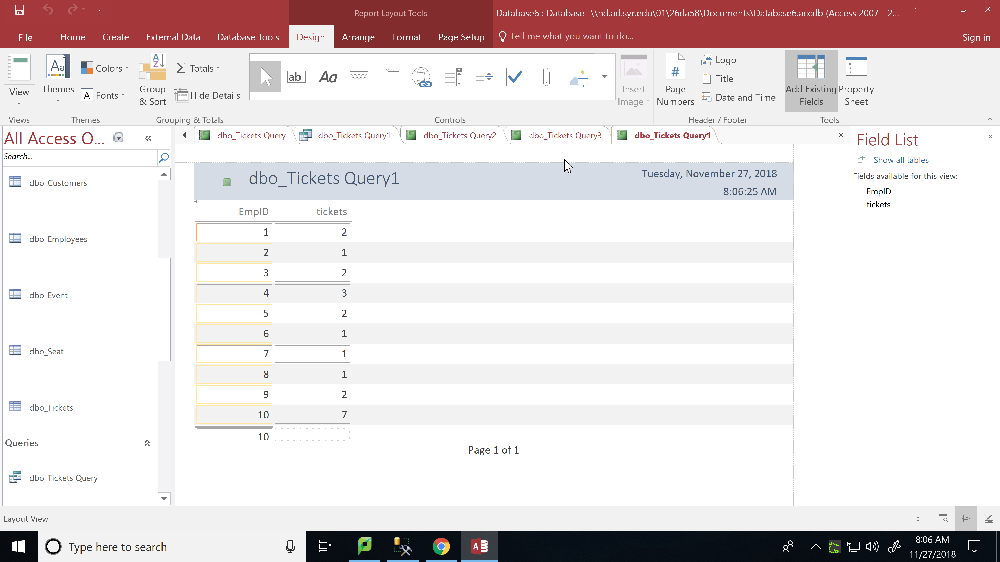 Report Layout Tools
Database6 : Database- \\hd.ad.syr.edu\01\26da58\Documents\Database6.accdb (Access 2007 - 2...
?
File Home Create External Data Database Tools Design Arrange Format Page Setup Tell me what you want to do... Sign in
View
Views
Aa
Themes
Colors
A Fonts
Themes
AZ
Group
& Sort
Σ Totals
Hide Details
Grouping & Totals
ab Aa XXXX
Controls
Insert
Image
#
Page
Numbers
Logo
Title
Date and Time
Header / Footer
Add Existing
Fields
Property
Sheet
Tools
All Access O...
Search...
dbo_Customers
dbo_Employees
dbo_Event
dbo_Seat
dbo_Tickets
Queries
dbo_Tickets Query
dbo_Tickets Query dbo_Tickets Query1 dbo_Tickets Query2 dbo_Tickets Query3 dbo_Tickets Query1
dbo_Tickets Query1
Tuesday, November 27, 2018
8:06:25 AM
EmpID tickets
1 2
2 1
3 2
4 3
5 2
6 1
7 1
8 1
9 2
10 7
10
Page 1 of 1
Field List
Show all tables
Fields available for this view:
EmpID
tickets
Layout View
Type here to search
A
8:06 AM
11/27/2018